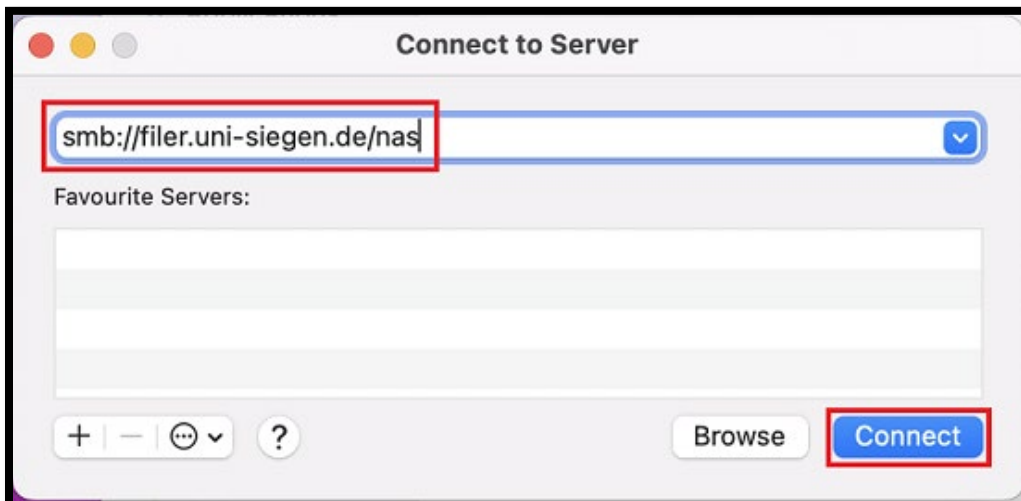 Connect to Server
smb://filer.uni-siegen.de/nas
Favourite Servers:
+ − ? Browse Connect